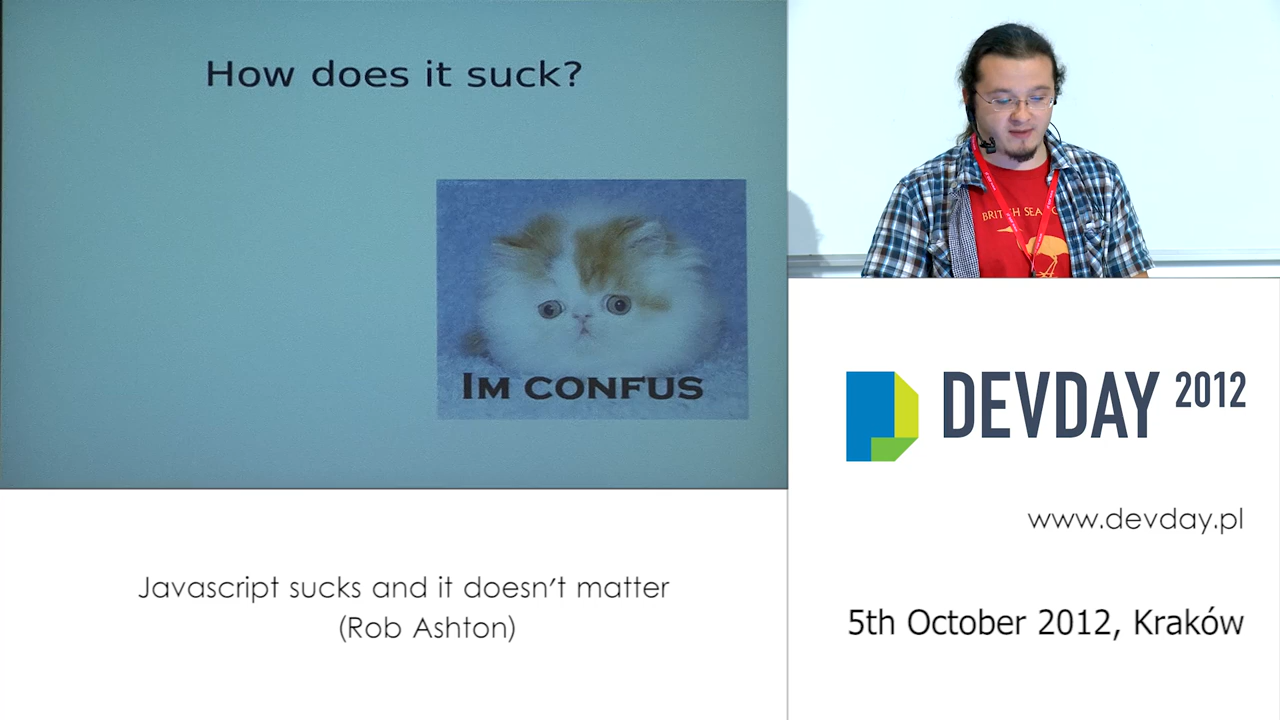 How does it suck?
IM CONFUS
Javascript sucks and it doesn't matter
(Rob Ashton)
DEVDAY 2012
www.devday.pl
5th October 2012, Kraków